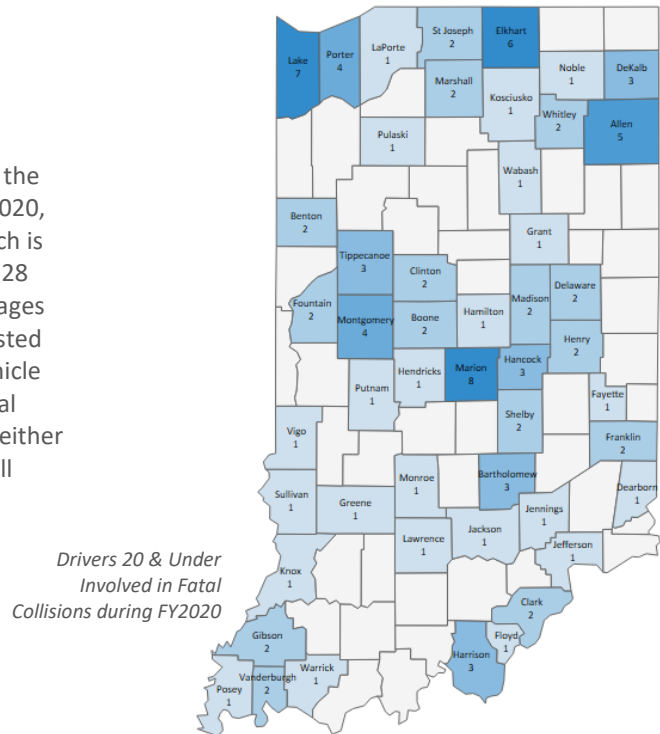 the
020,
ch is
28
ages
sted
hicle
al
either
ll
Drivers 20 & Under
Involved in Fatal
Collisions during FY2020
Lake
7
Porter
4
LaPorte
1
St Joseph
2
Elkhart
6
Noble
1
DeKalb
3
Marshall
2
Kosciusko
1
Whitley
2
Allen
5
Pulaski
1
Wabash
1
Benton
2
Grant
1
Tippecanoe
3
Clinton
2
Fountain
2
Montgomery
4
Boone
2
Hamilton
1
Madison
2
Delaware
2
Henry
2
Putnam
1
Hendricks
1
Marion
8
Hancock
3
Fayette
1
Shelby
2
Franklin
2
Vigo
1
Sullivan
1
Greene
1
Monroe
1
Bartholomew
3
Dearborn
1
Jennings
1
Lawrence
1
Jackson
1
Jefferson
1
Knox
1
Clark
2
Gibson
2
Floyd
1
Harrison
3
Posey
1
Vanderburgh
2
Warrick
1